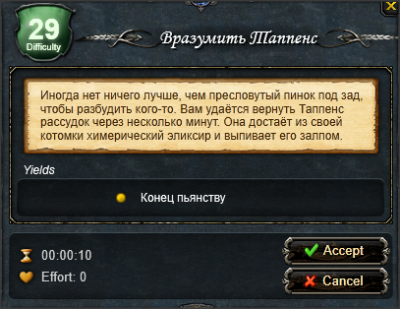 29
Difficulty
Вразумить Таппенс
Иногда нет ничего лучше, чем пресловутый пинок под зад,
чтобы разбудить кого-то. Вам удаётся вернуть Таппенс
рассудок через несколько минут. Она достаёт из своей
котомки химерический эликсир и выпивает его залпом.
Yields
Конец пьянству
00:00:10
Accept
Effort: 0
Cancel